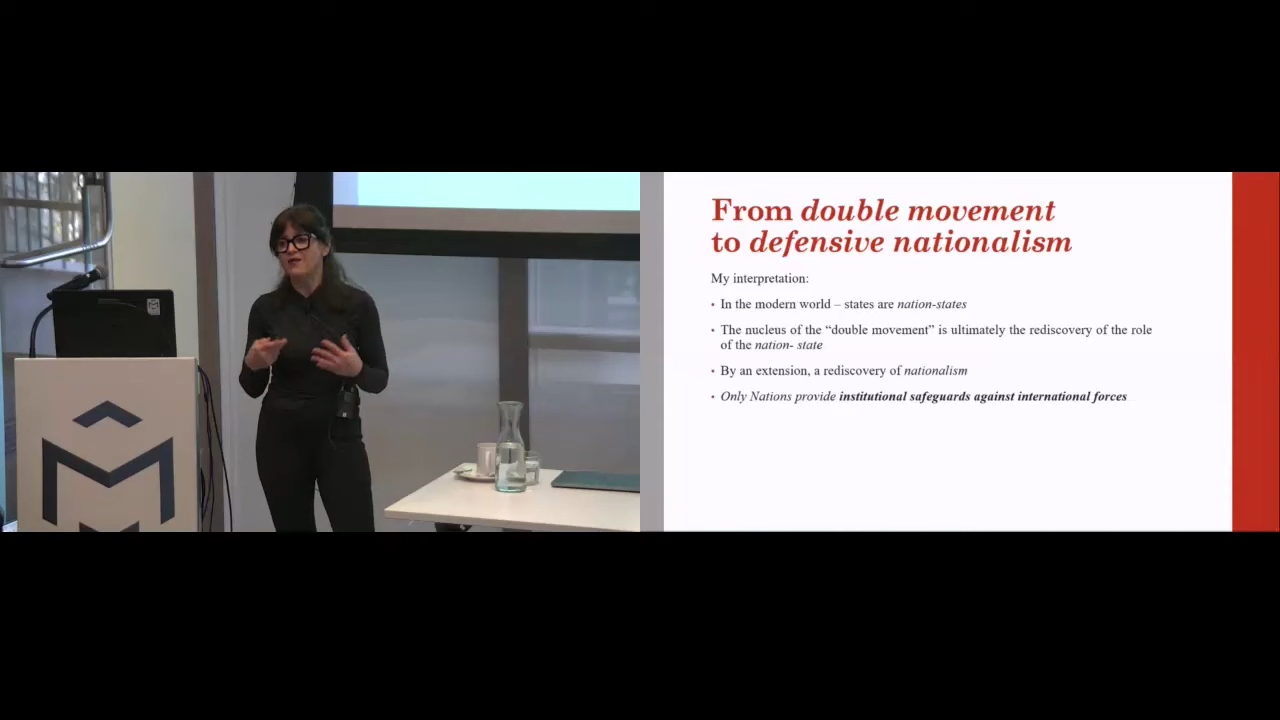 From double movement
to defensive nationalism
My interpretation:
• In the modern world – states are nation-states
• The nucleus of the “double movement” is ultimately the rediscovery of the role
of the nation- state
• By an extension, a rediscovery of nationalism
• Only Nations provide institutional safeguards against international forces